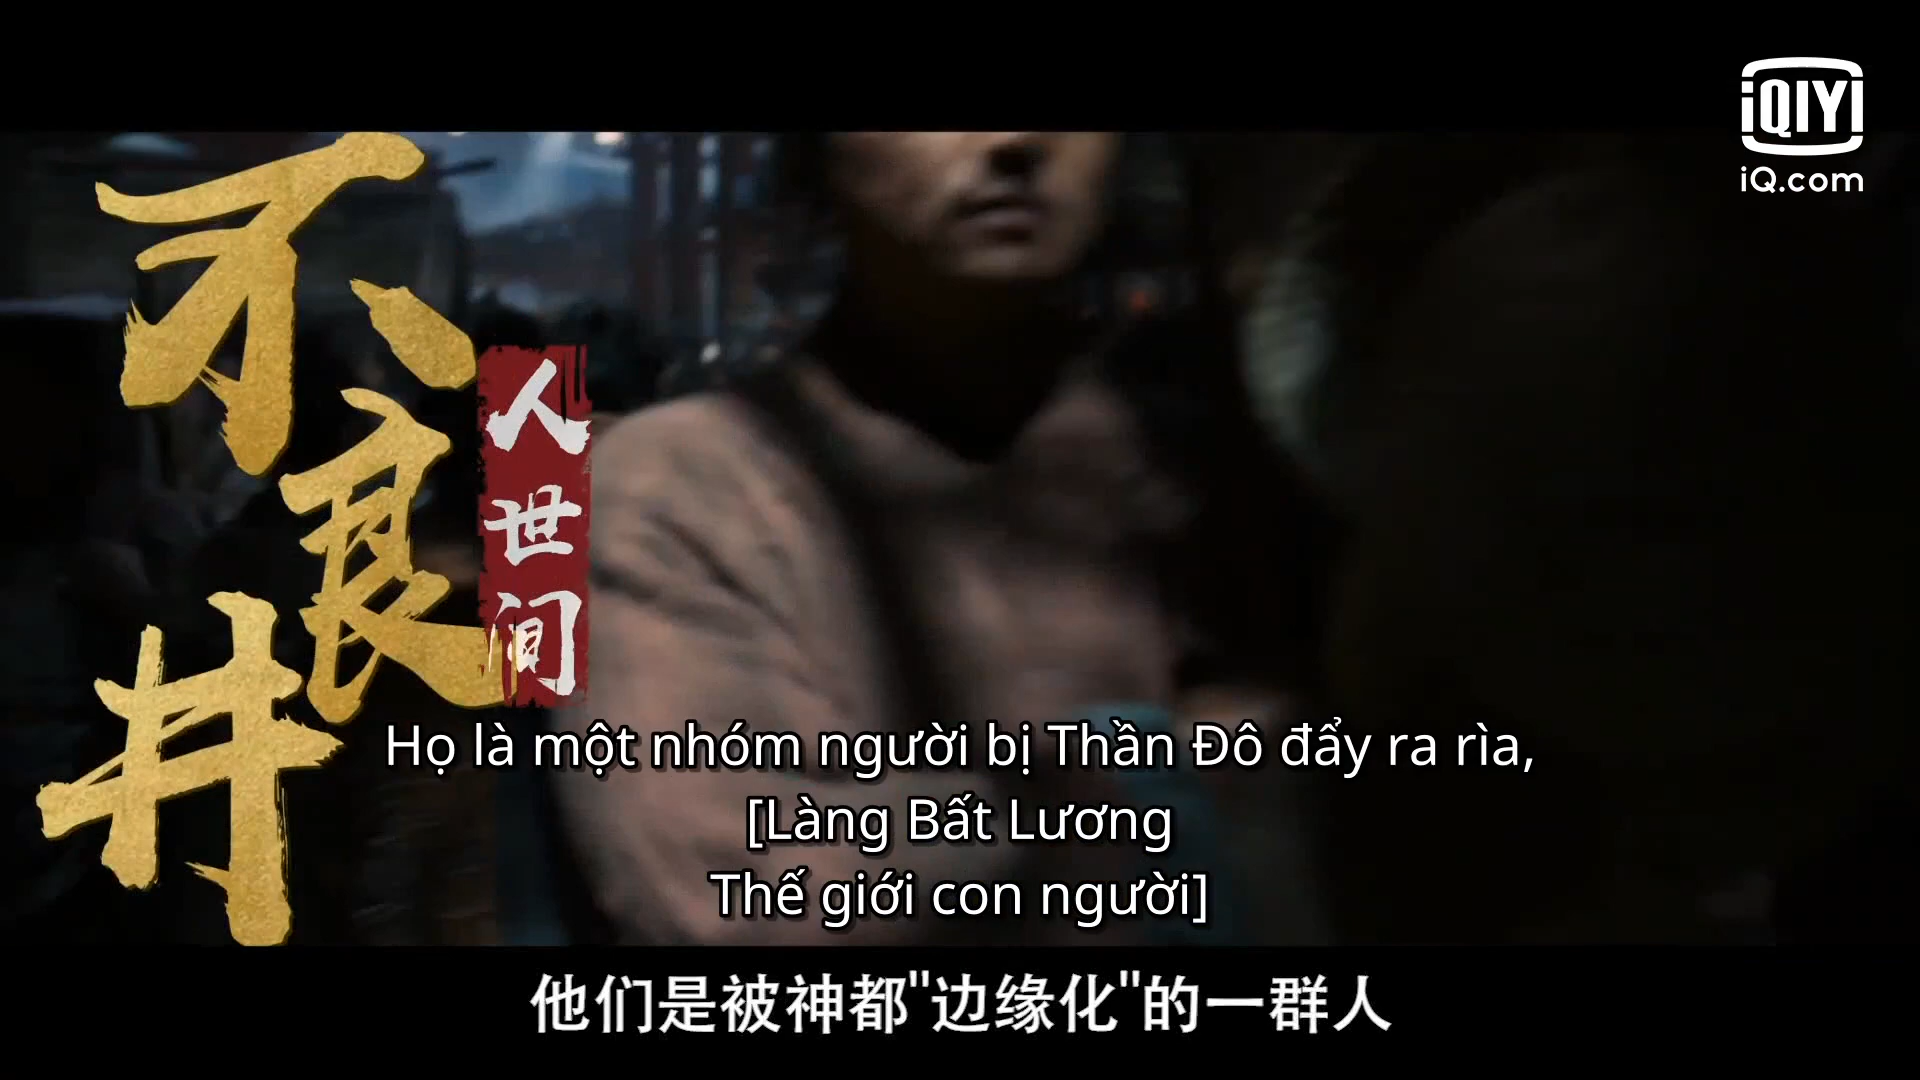 iQIYI
iQ.com
不良井
人世间
Họ là một nhóm người bị Thần Đô đẩy ra rìa,
[Làng Bất Lương
Thế giới con người]
他们是被神都"边缘化"的一群人